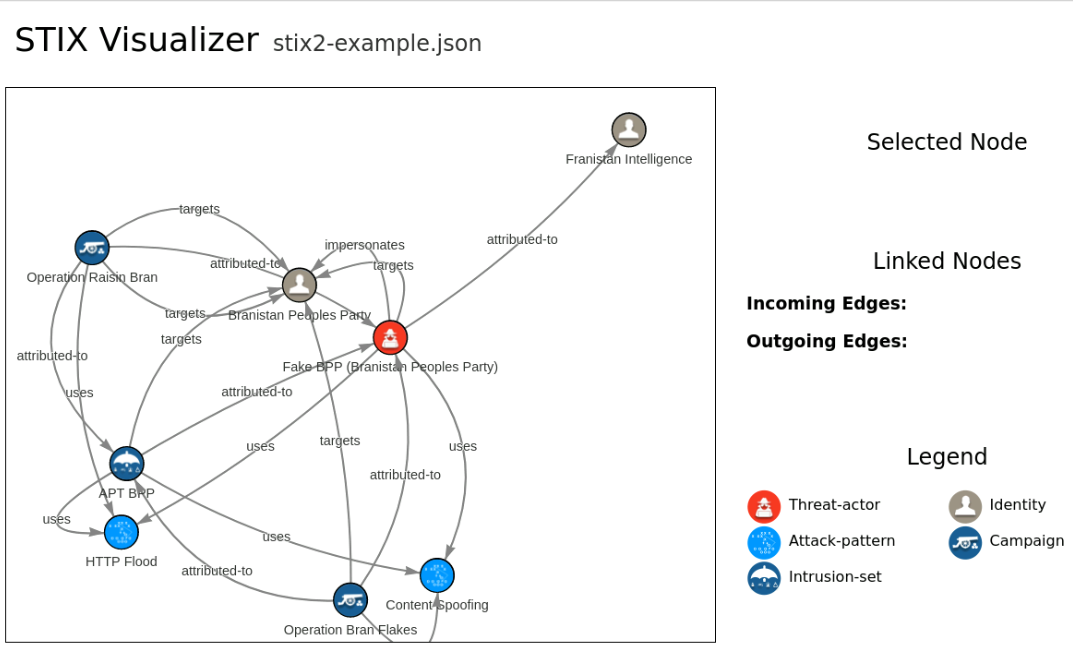 STIX Visualizer stix2-example.json
Franistan Intelligence
Selected Node
targets
attributed-to
impersonates
attributed-to
targets
Operation Raisin Bran
Linked Nodes
Incoming Edges:
targets
Branistan Peoples Party
targets
Outgoing Edges:
attributed-to
Fake BPP (Branistan Peoples Party)
uses
attributed-to
targets
uses
uses
attributed-to
Legend
APT BPP
uses
HTTP Flood
uses
attributed-to
Content Spoofing
Operation Bran Flakes
Threat-actor
Identity
Attack-pattern
Campaign
Intrusion-set